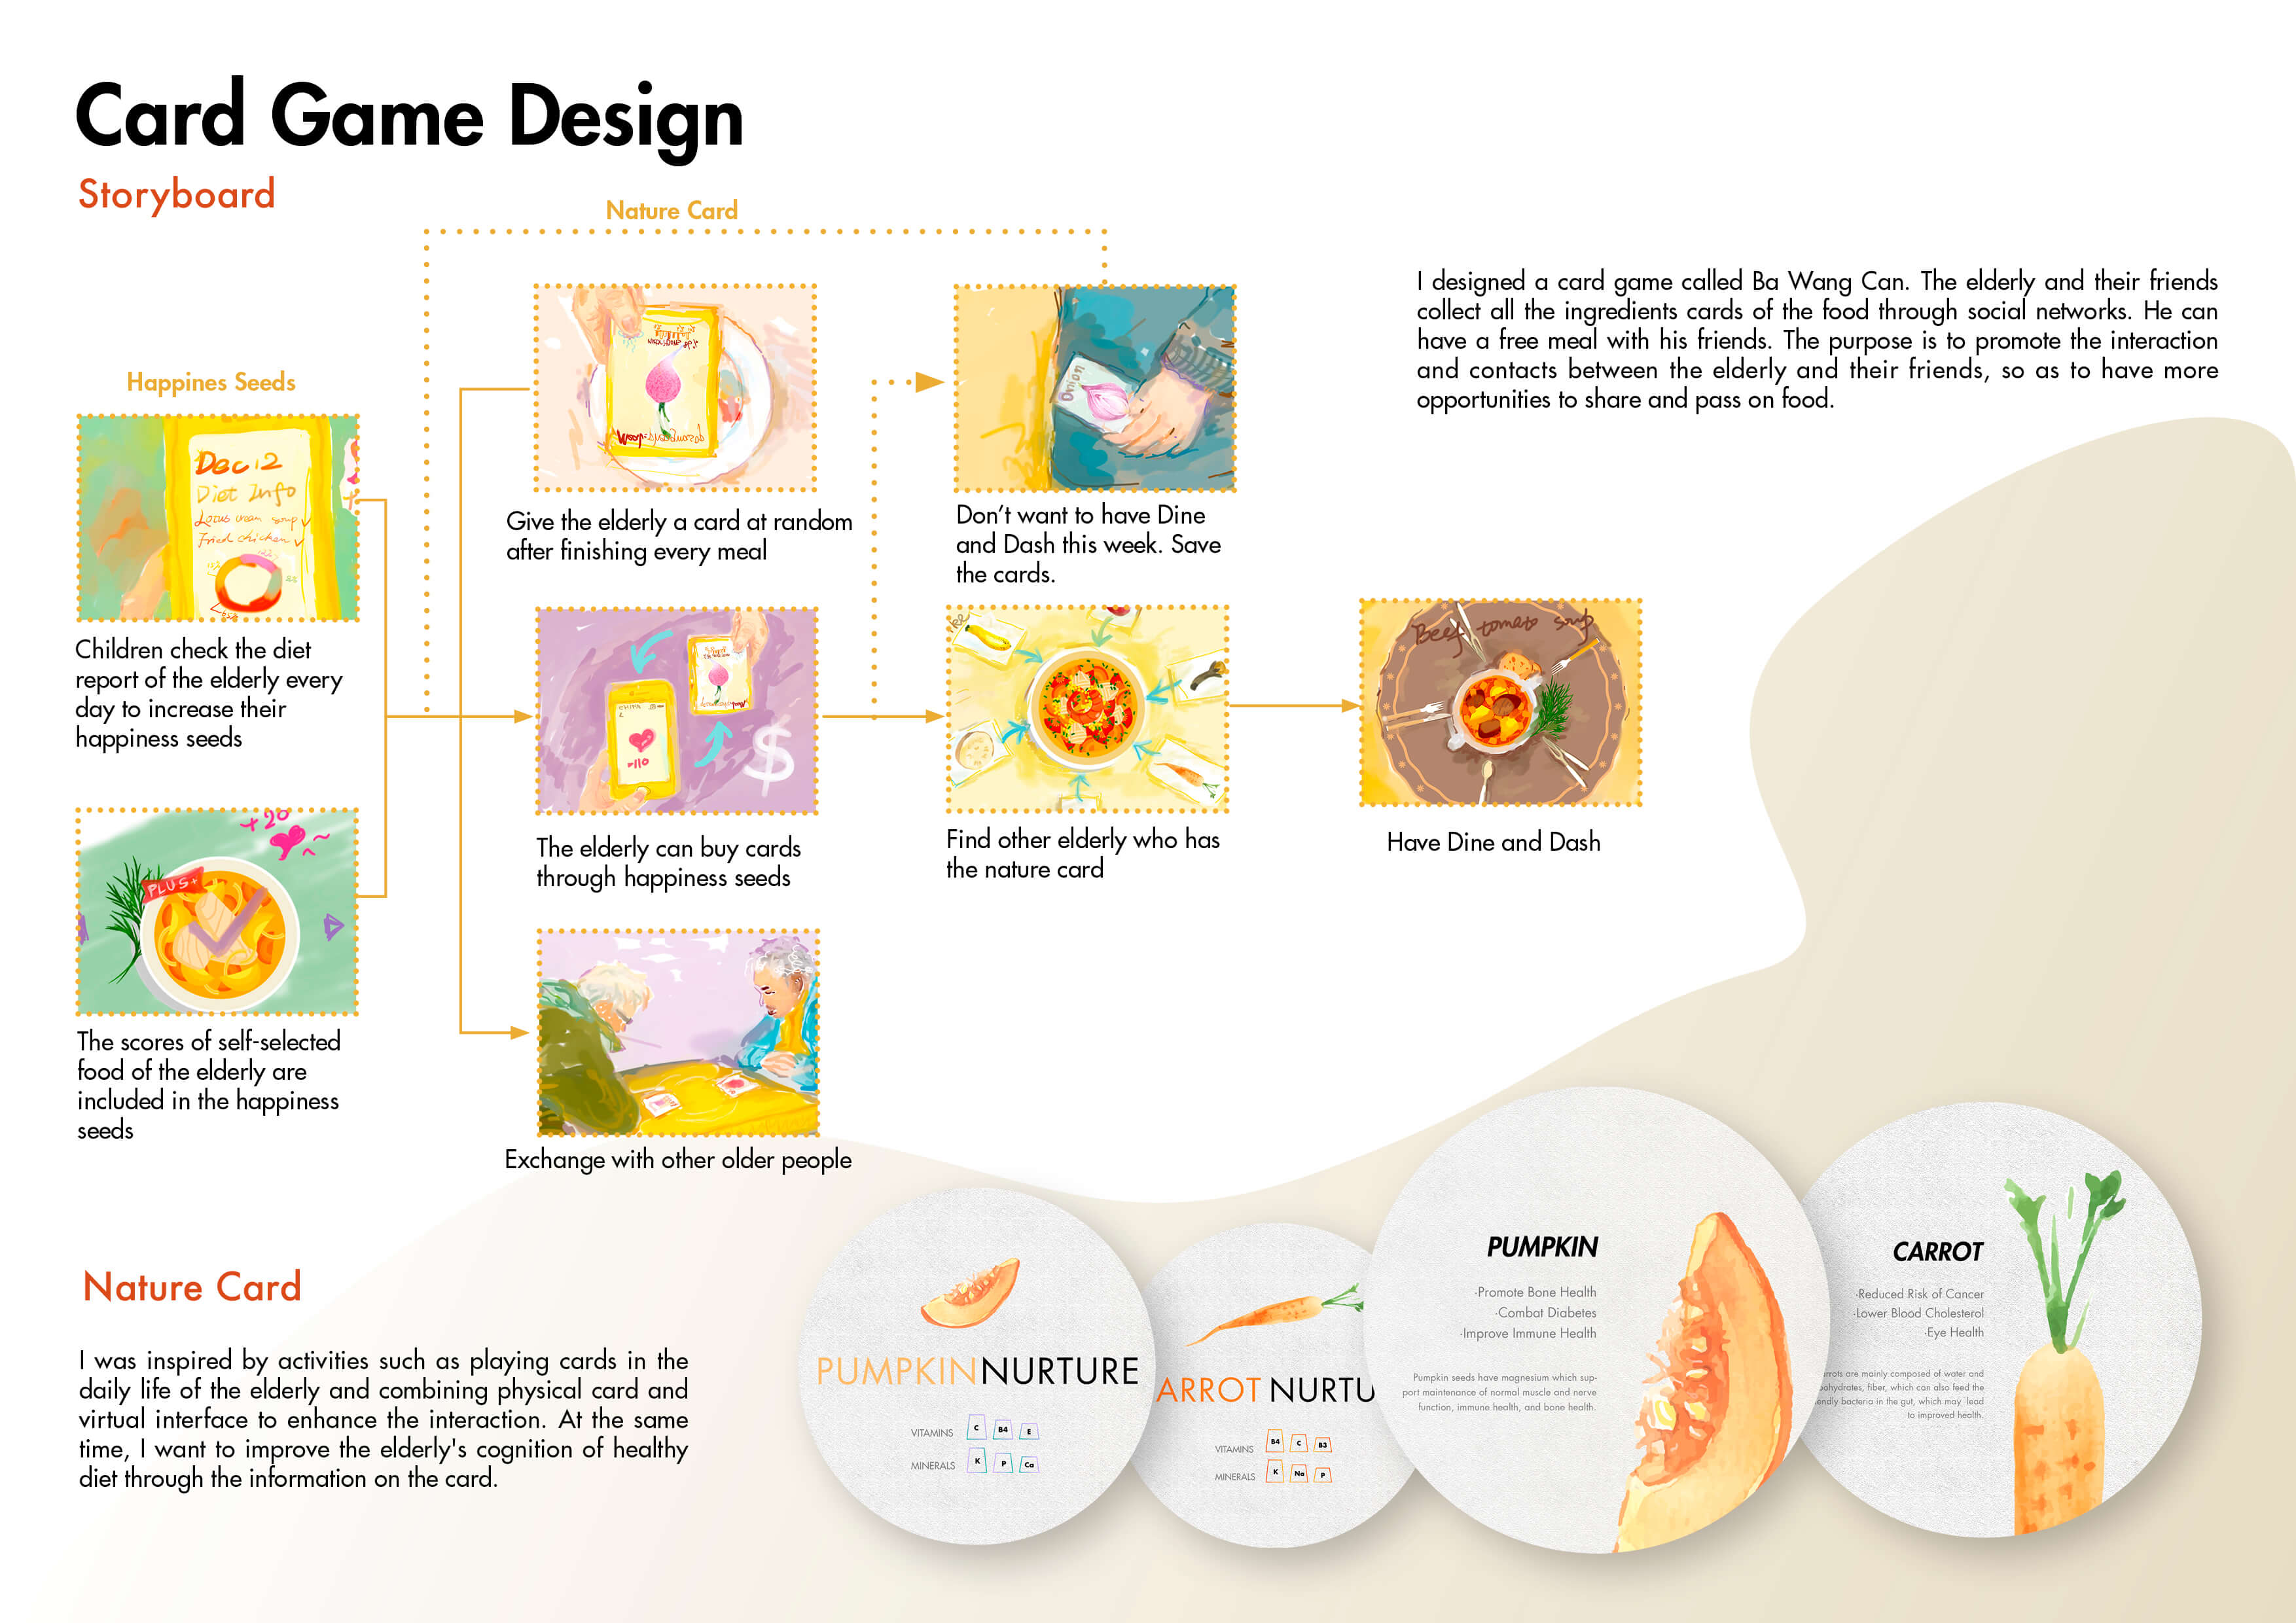 Card Game Design
Storyboard
Nature Card
I designed a card game called Ba Wang Can. The elderly and their friends
collect all the ingredients cards of the food through social networks. He can
have a free meal with his friends. The purpose is to promote the interaction
and contacts between the elderly and their friends, so as to have more
opportunities to share and pass on food.
Happines Seeds
Dec 12
Diet Info
cream soup
Fried chicken
Children check the diet
report of the elderly every
day to increase their
happiness seeds
+20
PLUS+
The scores of self-selected
food of the elderly are
included in the happiness
seeds
Give the elderly a card at random
after finishing every meal
Onion
Don't want to have Dine
and Dash this week. Save
the cards.
-110
$
The elderly can buy cards
through happiness seeds
Find other elderly who has
the nature card
Beef tomato soup
Have Dine and Dash
Exchange with other older people
Nature Card
I was inspired by activities such as playing cards in the
daily life of the elderly and combining physical card and
virtual interface to enhance the interaction. At the same
time, I want to improve the elderly's cognition of healthy
diet through the information on the card.
PUMPKINNURTURE
VITAMINS C B4 E
MINERALS K P Ca
ARROT NURTU
VITAMINS B4 C B3
MINERALS K Na P
PUMPKIN
·Promote Bone Health
·Combat Diabetes
·Improve Immune Health
Pumpkin seeds have magnesium which sup-
port maintenance of normal muscle and nerve
function, immune health, and bone health.
CARROT
·Reduced Risk of Cancer
·Lower Blood Cholesterol
·Eye Health
rrots are mainly composed of water and
ohydrates, fiber, which can also feed the
endly bacteria in the gut, which may lead
to improved health.